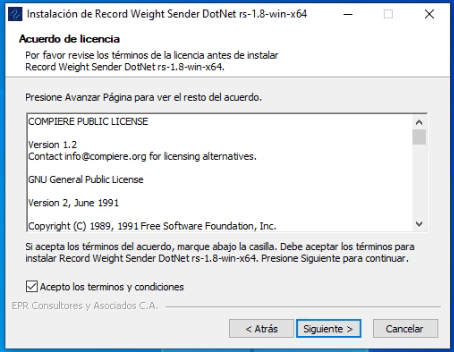 Instalación de Record Weight Sender DotNet rs-1.8-win-x64
Acuerdo de licencia
Por favor revise los términos de la licencia antes de instalar
Record Weight Sender DotNet rs-1.8-win-x64.
Presione Avanzar Página para ver el resto del acuerdo.
COMPIERE PUBLIC LICENSE
Version 1.2
Contact info@compiere.org for licensing alternatives.
GNU General Public License
Version 2, June 1991
Copyright (C) 1989, 1991 Free Software Foundation, Inc.
Si acepta los términos del acuerdo, marque abajo la casilla. Debe aceptar los términos para
instalar Record Weight Sender DotNet rs-1.8-win-x64. Presione Siguiente para continuar.
Acepto los terminos y condiciones
EPR Consultores y Asociados C.A.
< Atrás
Siguiente >
Cancelar